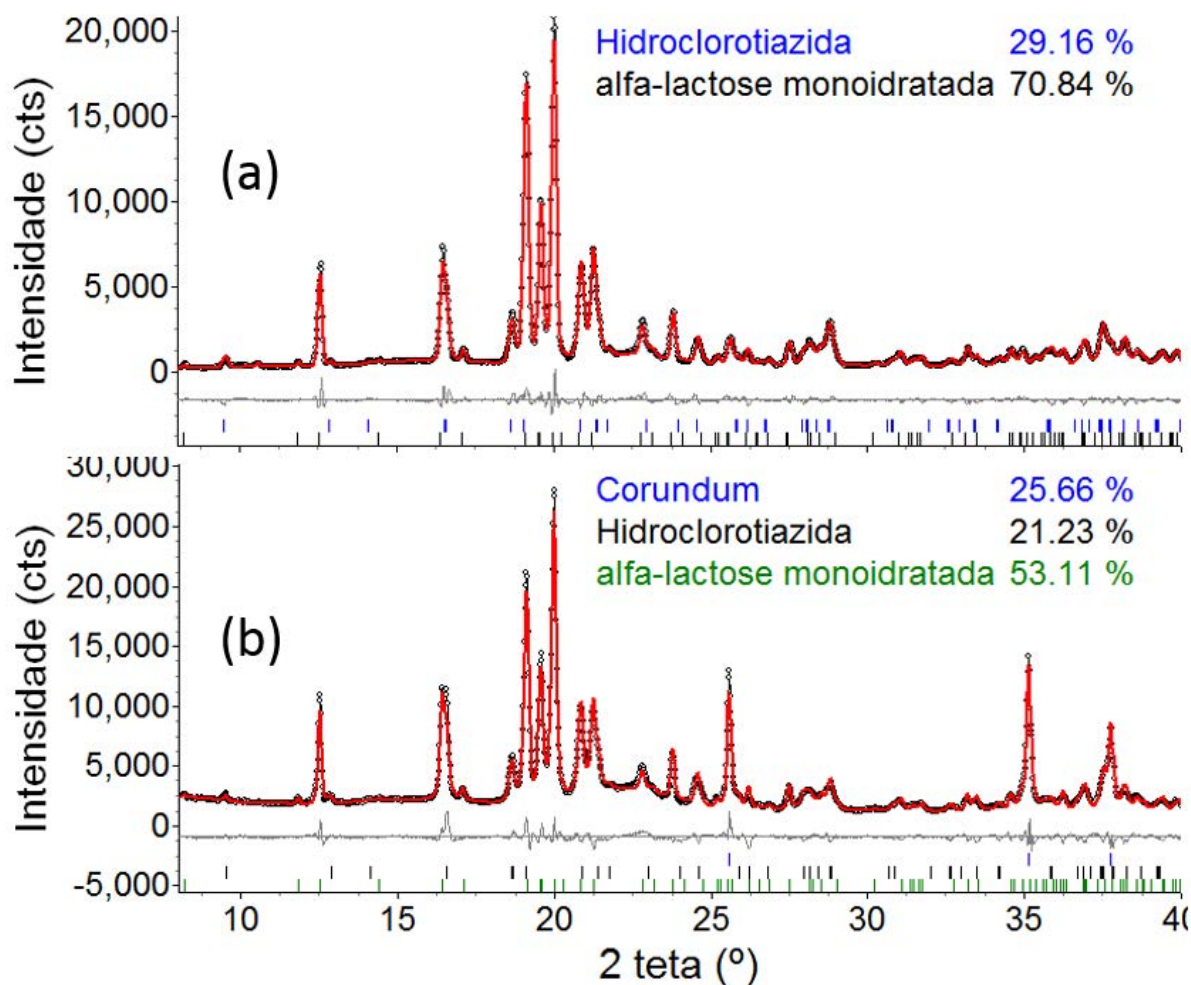 Intensidade (cts)
20,000
15,000
10,000
5,000
0
(a)
Hidroclorotiazida 29.16 %
alfa-lactose monoidratada 70.84 %
Intensidade (cts)
30,000
25,000
20,000
15,000
10,000
5,000
0
-5,000
(b)
Corundum 25.66 %
Hidroclorotiazida 21.23 %
alfa-lactose monoidratada 53.11 %
10 15 20 25 30 35 40
2 teta (º)